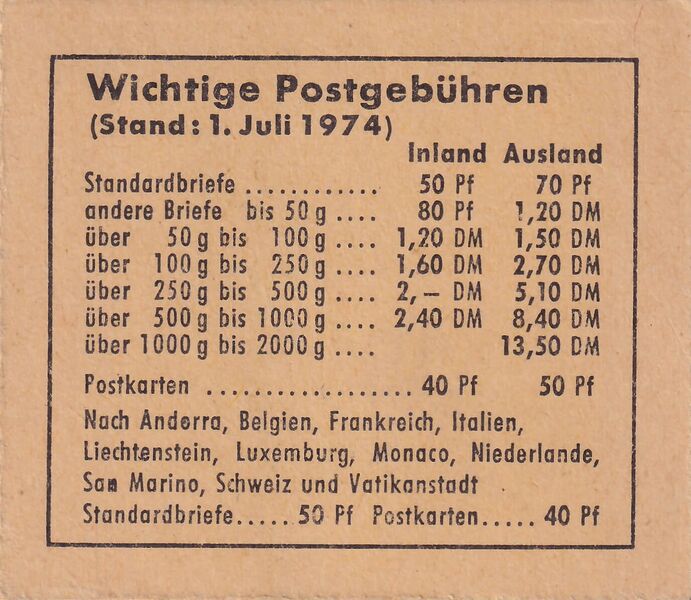 Wichtige Postgebühren
(Stand: 1. Juli 1974)
Inland Ausland
Standardbriefe ............ 50 Pf 70 Pf
andere Briefe bis 50 g .... 80 Pf 1,20 DM
über 50 g bis 100 g .... 1,20 DM 1,50 DM
über 100 g bis 250 g .... 1,60 DM 2,70 DM
über 250 g bis 500 g .... 2,– DM 5,10 DM
über 500 g bis 1000 g .... 2,40 DM 8,40 DM
über 1000 g bis 2000 g .... 13,50 DM
Postkarten ................... 40 Pf 50 Pf
Nach Andorra, Belgien, Frankreich, Italien,
Liechtenstein, Luxemburg, Monaco, Niederlande,
San Marino, Schweiz und Vatikanstadt
Standardbriefe..... 50 Pf Postkarten..... 40 Pf